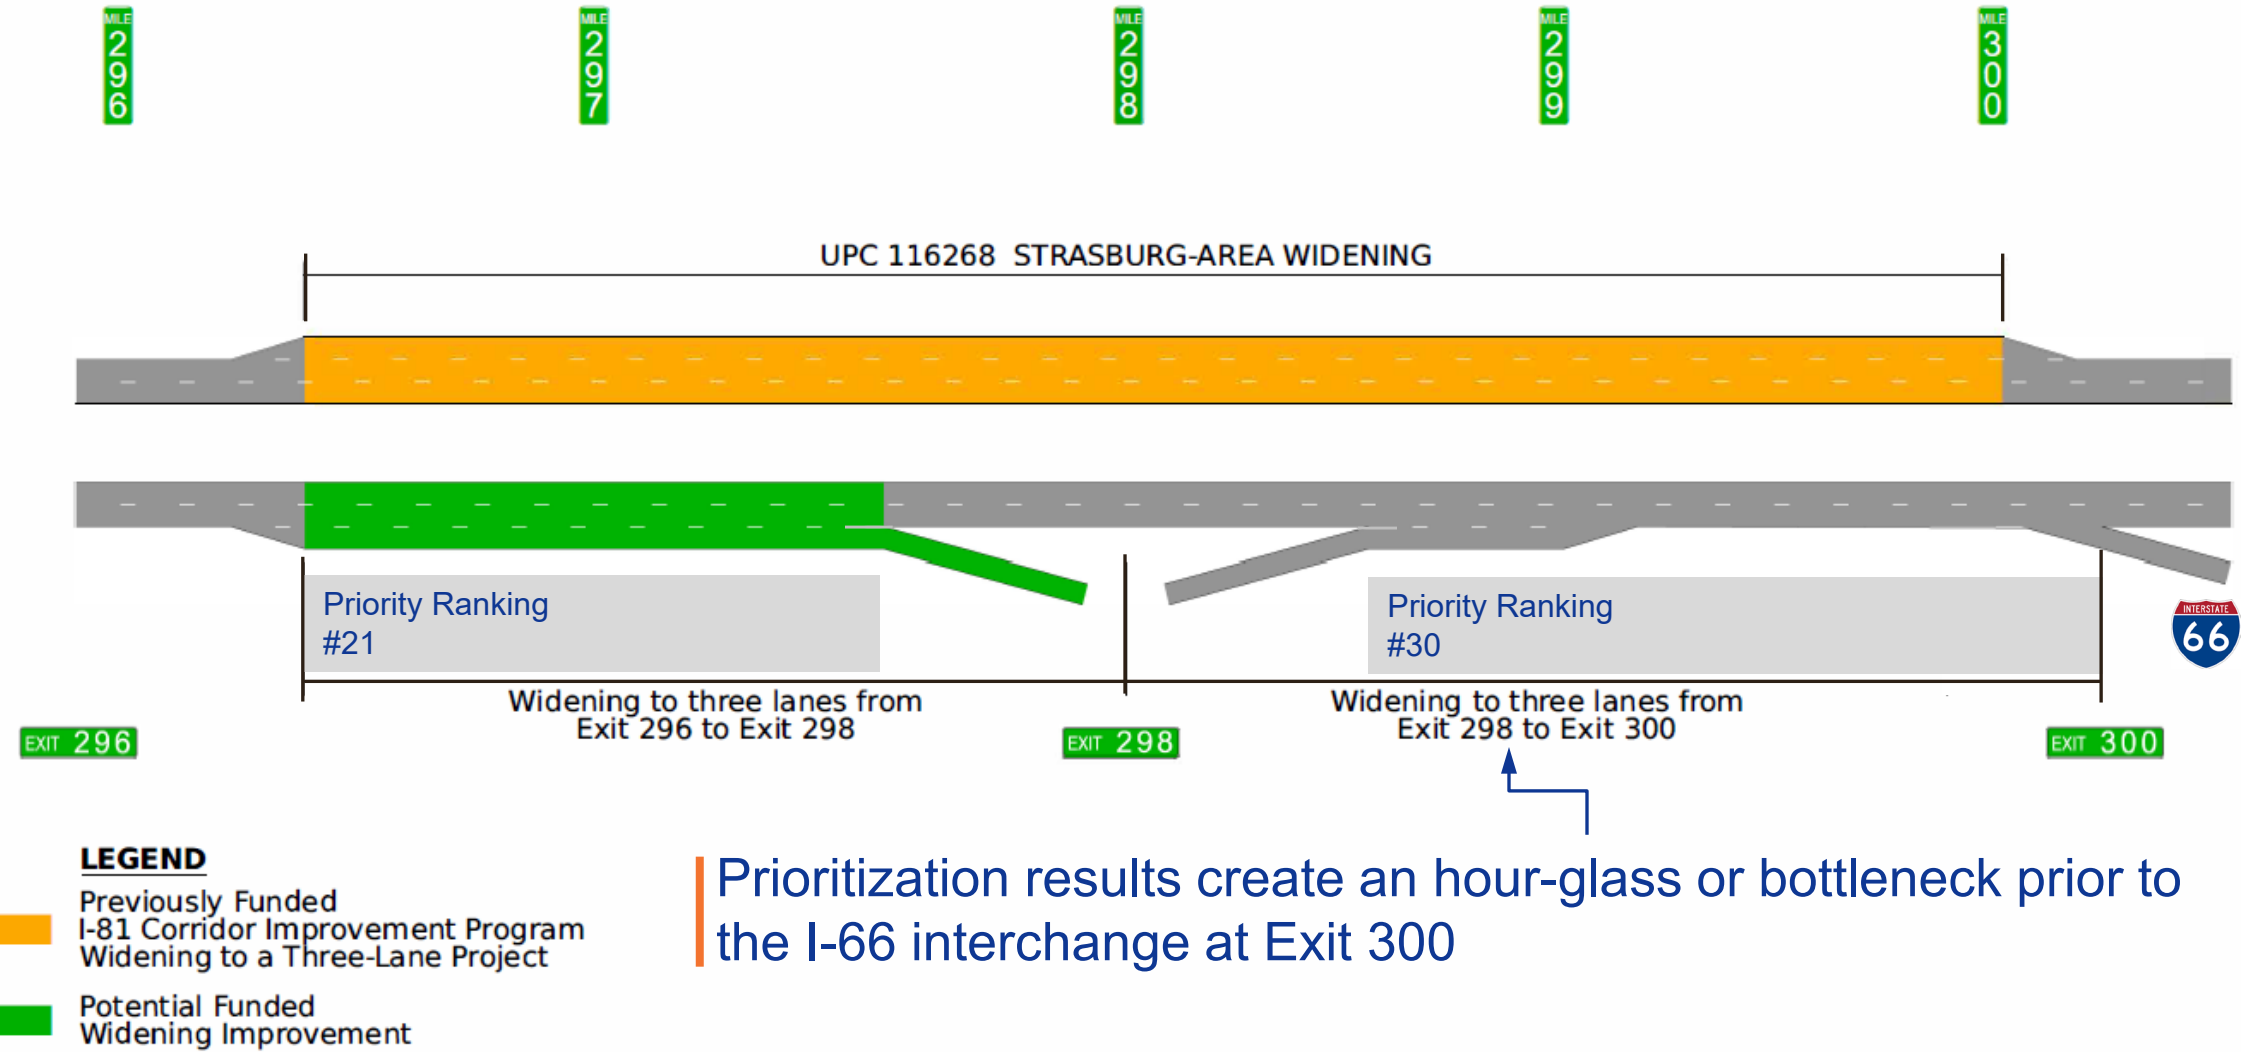 MILE 296
MILE 297
MILE 298
MILE 299
MILE 300
UPC 116268 STRASBURG-AREA WIDENING
Priority Ranking
#21
Priority Ranking
#30
INTERSTATE
66
Widening to three lanes from
Exit 296 to Exit 298
Widening to three lanes from
Exit 298 to Exit 300
EXIT 296
EXIT 298
EXIT 300
LEGEND
Previously Funded
I-81 Corridor Improvement Program
Widening to a Three-Lane Project
Potential Funded
Widening Improvement
Prioritization results create an hour-glass or bottleneck prior to
the I-66 interchange at Exit 300